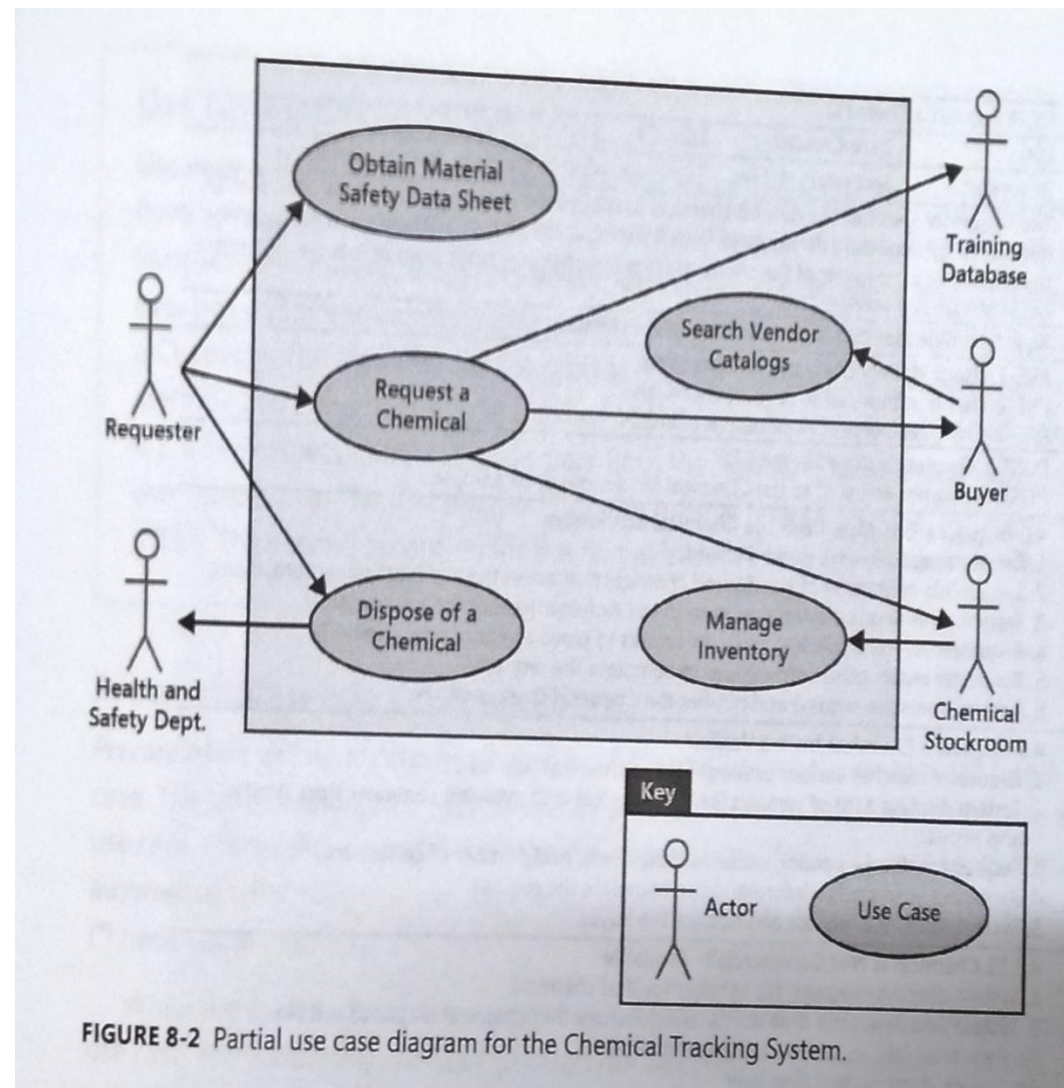 Obtain Material
Safety Data Sheet
Training
Database
Search Vendor
Catalogs
Request a
Chemical
Requester
Buyer
Dispose of a
Chemical
Manage
Inventory
Health and
Safety Dept.
Chemical
Stockroom
Key
Actor
Use Case
FIGURE 8-2 Partial use case diagram for the Chemical Tracking System.